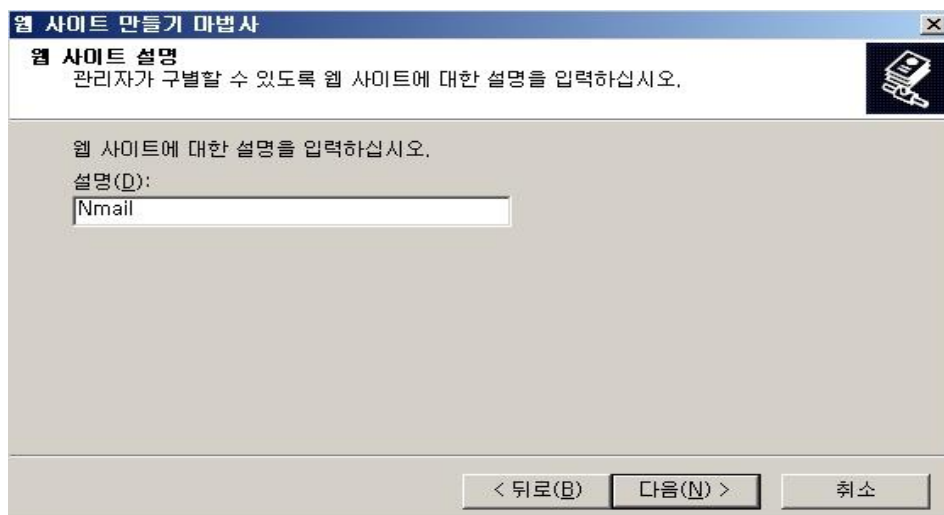 웹 사이트 만들기 마법사
웹 사이트 설명
관리자가 구별할 수 있도록 웹 사이트에 대한 설명을 입력하십시오.
웹 사이트에 대한 설명을 입력하십시오.
설명(D):
Nmail
< 뒤로(B) 다음(N) > 취소